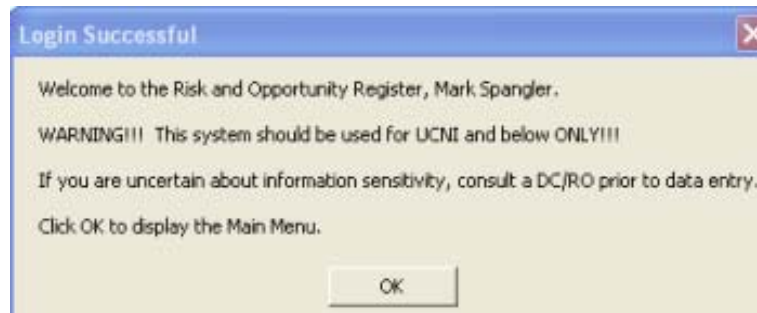 Login Successful
Welcome to the Risk and Opportunity Register, Mark Spangler.
WARNING!!! This system should be used for UCNI and below ONLY!!!
If you are uncertain about information sensitivity, consult a DC/RO prior to data entry.
Click OK to display the Main Menu.
OK